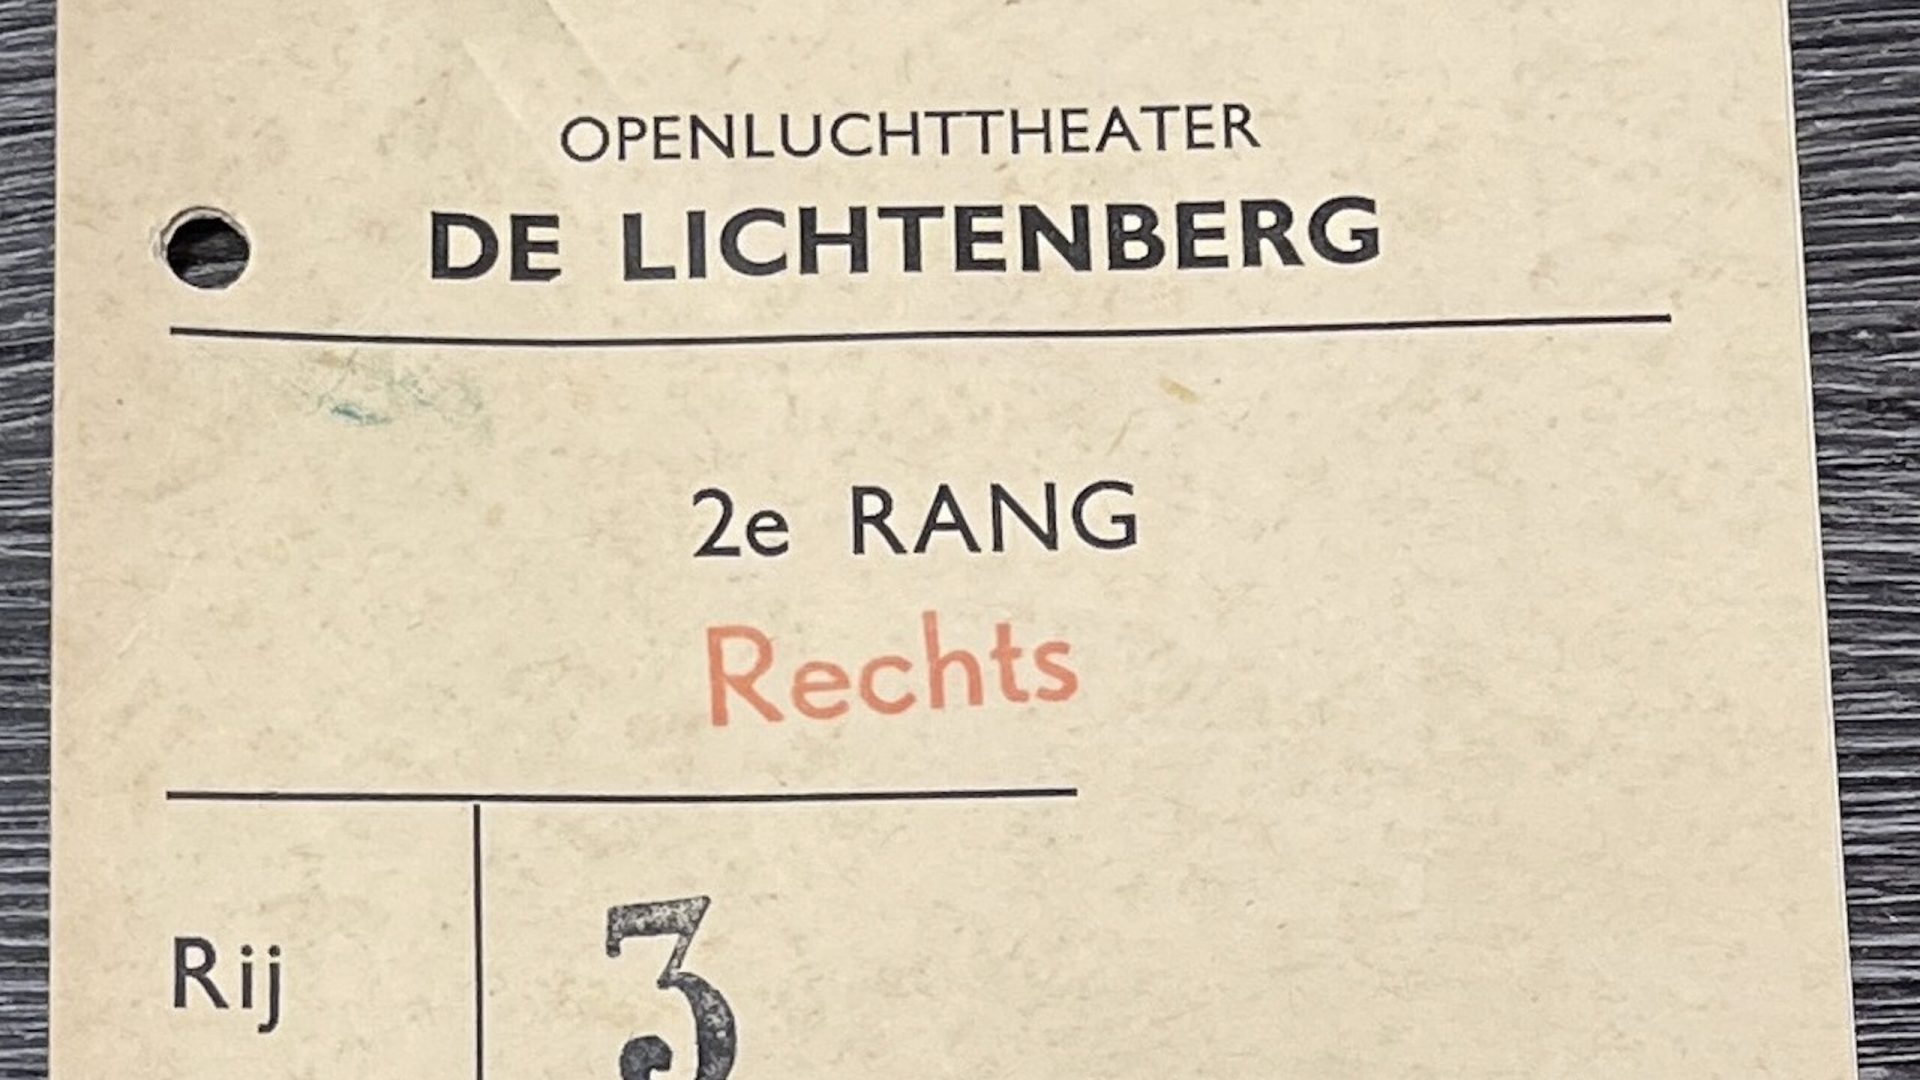 OPENLUCHTTHEATER
DE LICHTENBERG
2e RANG
Rechts
Rij 3